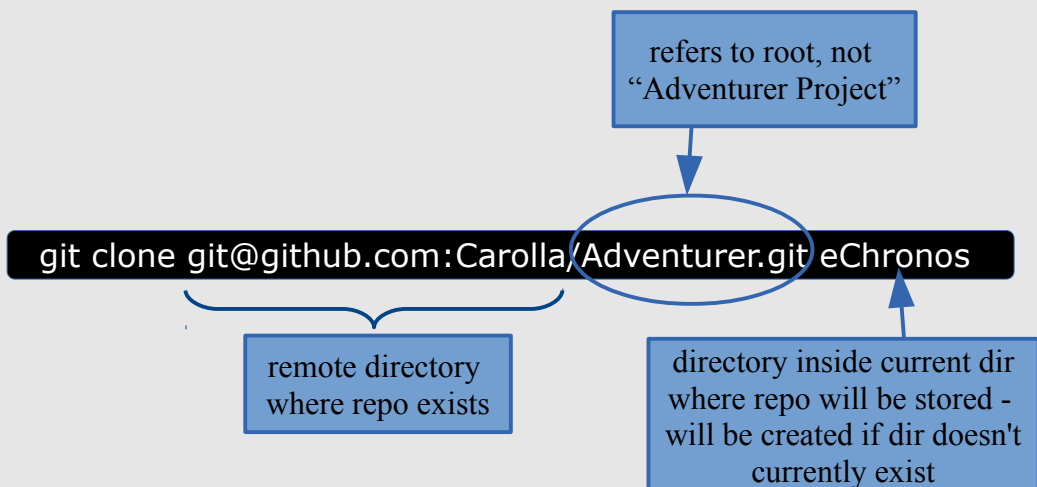 refers to root, not
“Adventurer Project”
git clone git@github.com:Carolla/Adventurer.git eChronos
remote directory
where repo exists
directory inside current dir
where repo will be stored -
will be created if dir doesn't
currently exist